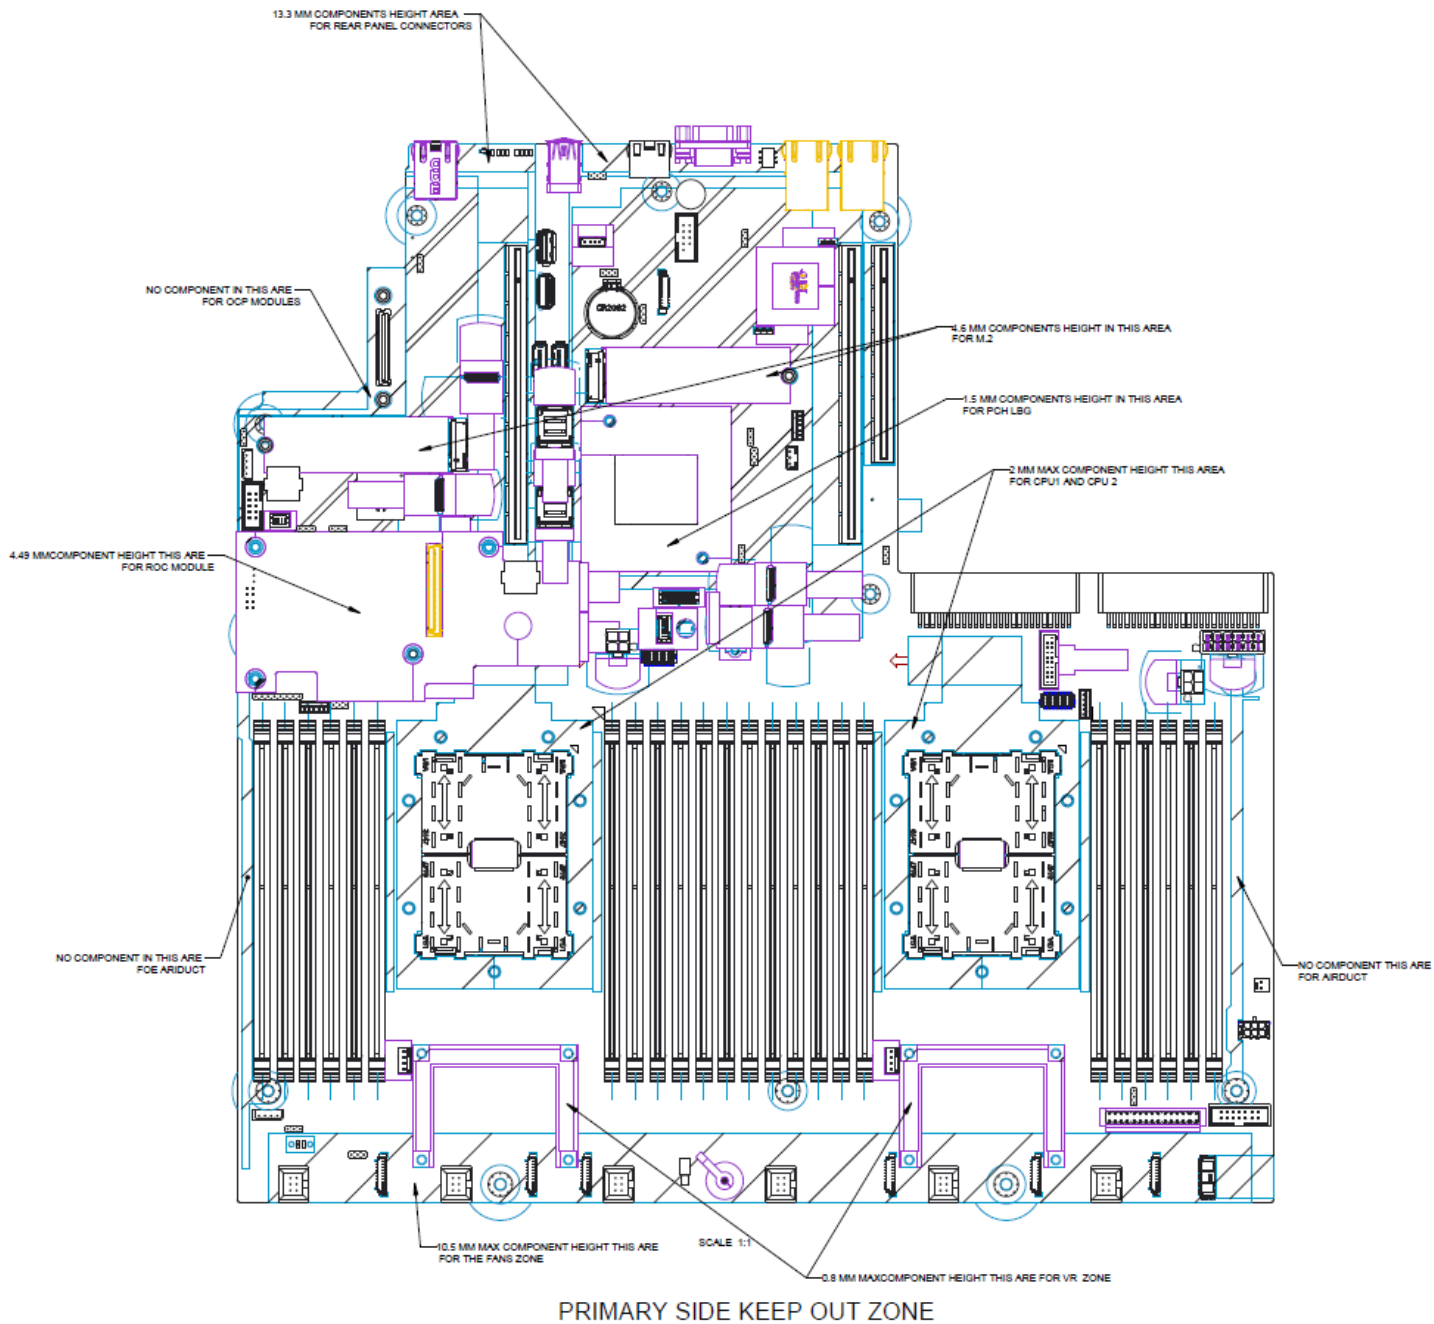 13.3 MM COMPONENTS HEIGHT AREA
FOR REAR PANEL CONNECTORS
NO COMPONENT IN THIS ARE
FOR OCP MODULES
CR2032
4.6 MM COMPONENTS HEIGHT IN THIS AREA
FOR M.2
1.5 MM COMPONENTS HEIGHT IN THIS AREA
FOR PCH LBG
2 MM MAX COMPONENT HEIGHT THIS AREA
FOR CPU1 AND CPU 2
4.49 MMCOMPONENT HEIGHT THIS ARE
FOR ROC MODULE
NO COMPONENT IN THIS ARE
FOE ARIDUCT
NO COMPONENT THIS ARE
FOR AIRDUCT
10.5 MM MAX COMPONENT HEIGHT THIS ARE
FOR THE FANS ZONE
SCALE 1:1
0.8 MM MAXCOMPONENT HEIGHT THIS ARE FOR VR ZONE
PRIMARY SIDE KEEP OUT ZONE